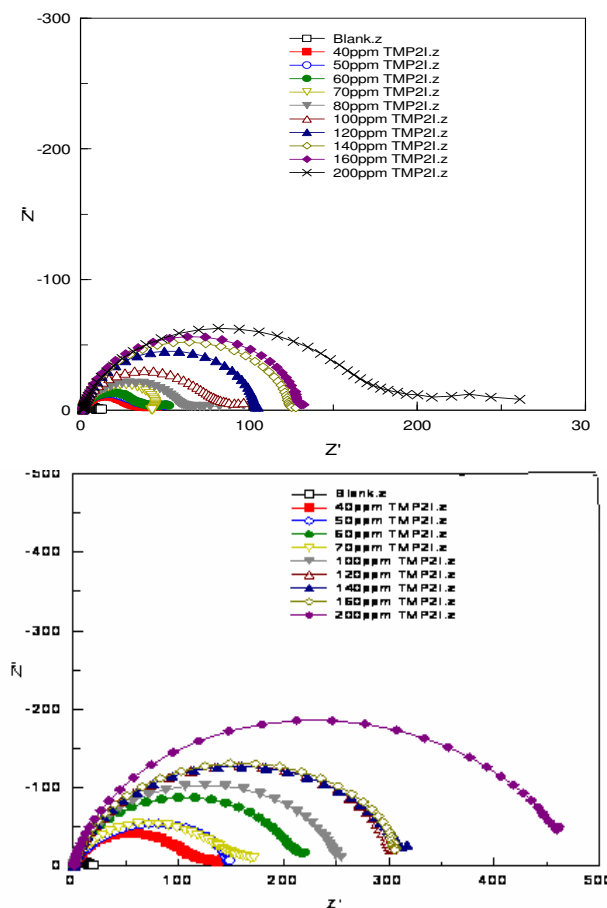 -300
Blank.z
40ppm TMP2I.z
50ppm TMP2I.z
60ppm TMP2I.z
70ppm TMP2I.z
80ppm TMP2I.z
100ppm TMP2I.z
120ppm TMP2I.z
140ppm TMP2I.z
160ppm TMP2I.z
200ppm TMP2I.z
-200
Z''
-100
0
0 100 200 30
Z'
-500
Blank.z
40ppm TMP2I.z
50ppm TMP2I.z
60ppm TMP2I.z
70ppm TMP2I.z
100ppm TMP2I.z
120ppm TMP2I.z
140ppm TMP2I.z
160ppm TMP2I.z
200ppm TMP2I.z
-400
-300
Z''
-200
-100
0
0 100 200 300 400 500
Z'